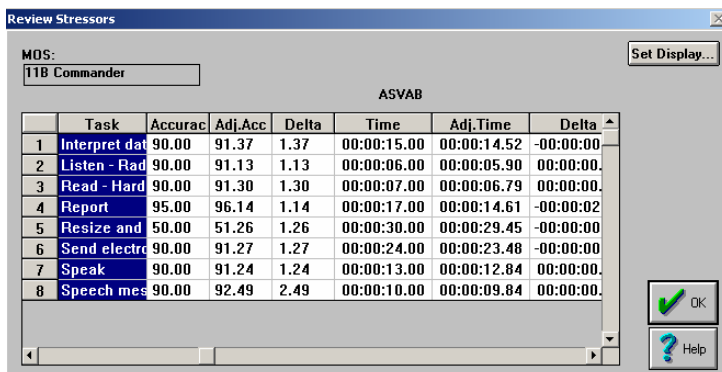 Review Stressors
MOS:
11B Commander
Set Display...
ASVAB
Task Accurac Adj.Acc Delta Time Adj.Time Delta
1 Interpret dat 90.00 91.37 1.37 00:00:15.00 00:00:14.52 -00:00:00
2 Listen - Rad 90.00 91.13 1.13 00:00:06.00 00:00:05.90 00:00:00.
3 Read - Hard 90.00 91.30 1.30 00:00:07.00 00:00:06.79 00:00:00.
4 Report 95.00 96.14 1.14 00:00:17.00 00:00:14.61 -00:00:02
5 Resize and 50.00 51.26 1.26 00:00:30.00 00:00:29.45 -00:00:00
6 Send electro 90.00 91.27 1.27 00:00:24.00 00:00:23.48 -00:00:00
7 Speak 90.00 91.24 1.24 00:00:13.00 00:00:12.84 00:00:00.
8 Speech mes 90.00 92.49 2.49 00:00:10.00 00:00:09.84 00:00:00.
OK
Help